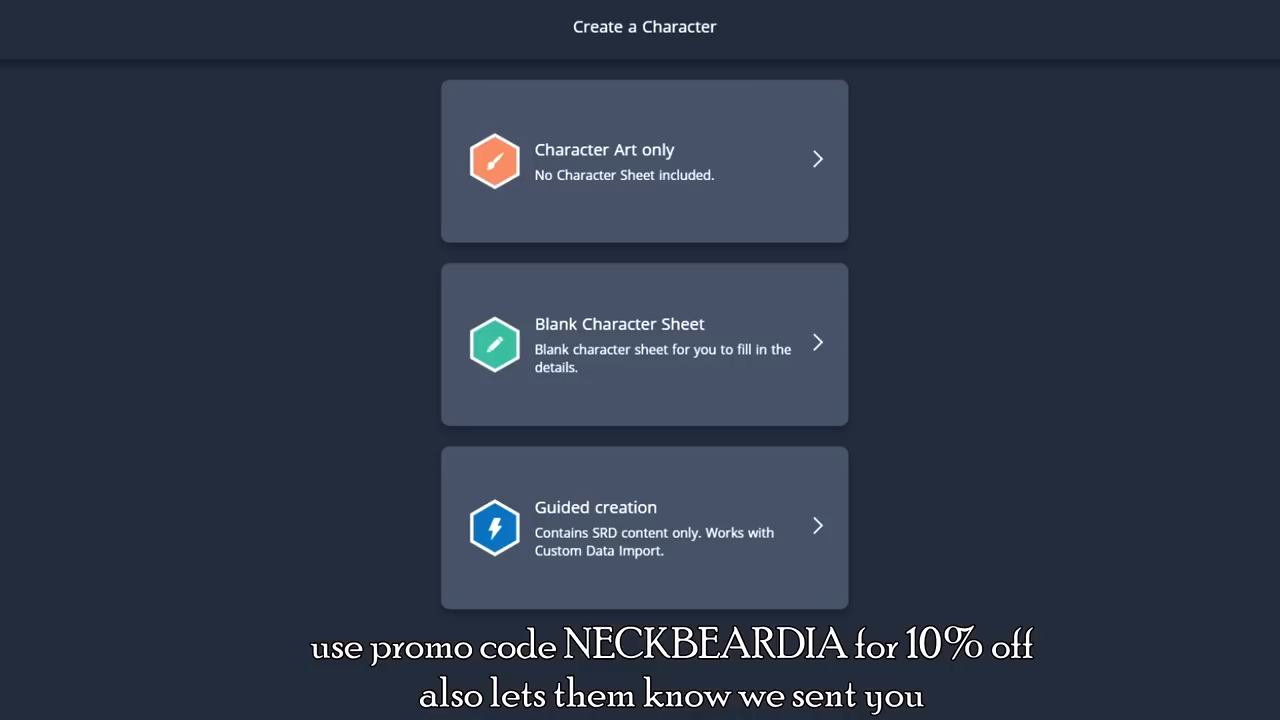 Create a Character
Character Art only
No Character Sheet included.
Blank Character Sheet
Blank character sheet for you to fill in the
details.
Guided creation
Contains SRD content only. Works with
Custom Data Import.
use promo code NECKBEARDIA for 10% off
also lets them know we sent you